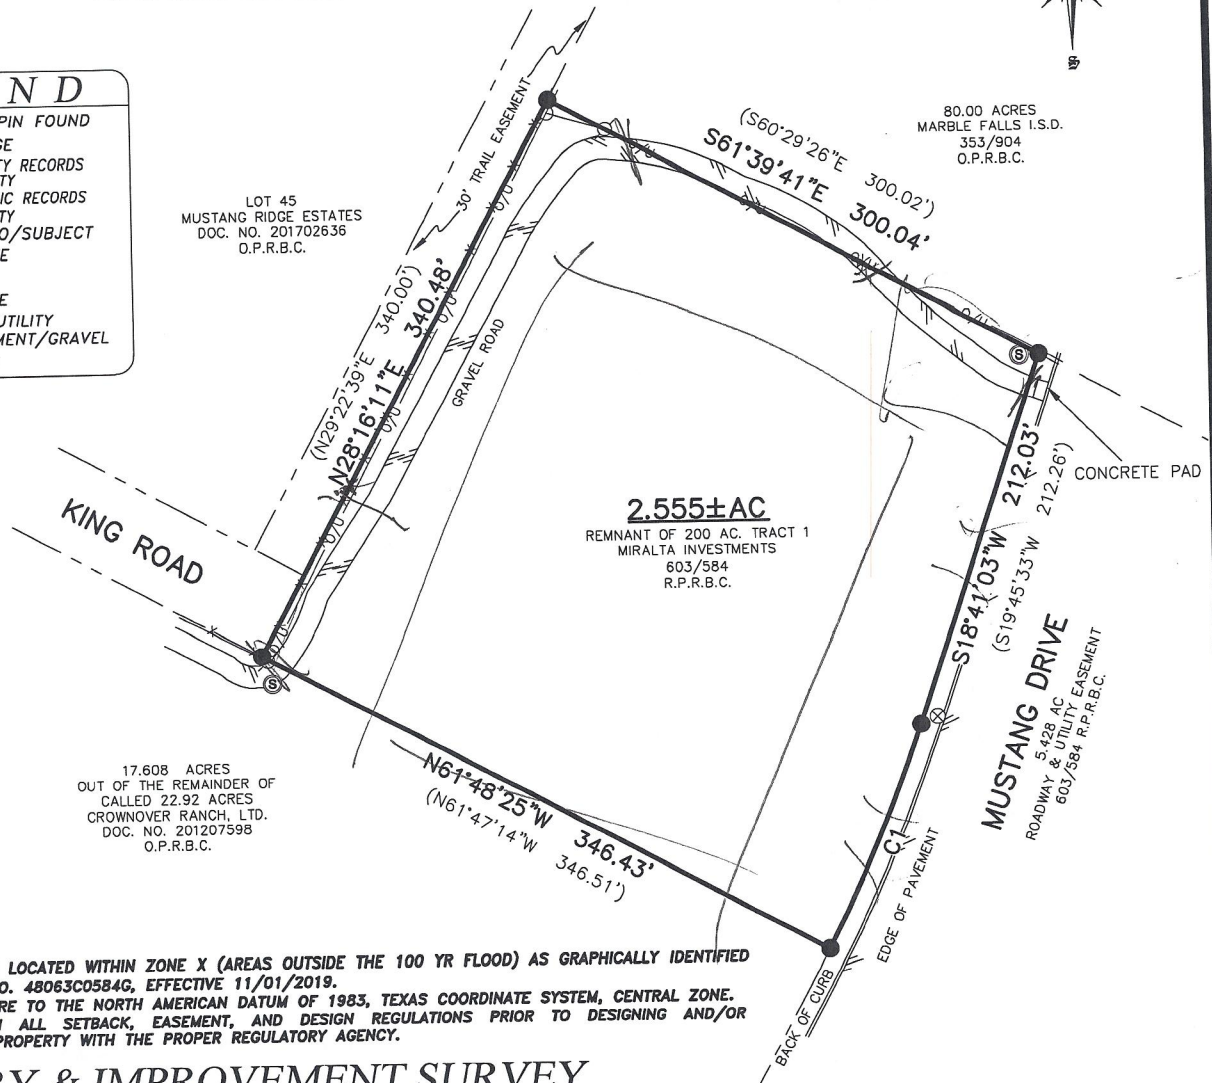 N D
PIN FOUND
GE
TY RECORDS
TY
IC RECORDS
TY
O/SUBJECT
E
E
UTILITY
MENT/GRAVEL
30' TRAIL EASEMENT
LOT 45
MUSTANG RIDGE ESTATES
DOC. NO. 201702636
O.P.R.B.C.
(S60°29'26"E 300.02')
S61°39'41"E 300.04'
80.00 ACRES
MARBLE FALLS I.S.D.
353/904
O.P.R.B.C.
(N29°22'39"E 340.00')
N28°16'11"E 340.48'
GRAVEL ROAD
S
CONCRETE PAD
KING ROAD
2.555±AC
REMNANT OF 200 AC. TRACT 1
MIRALTA INVESTMENTS
603/584
R.P.R.B.C.
S18°41'03"W 212.03'
(S19°45'33"W 212.26')
MUSTANG DRIVE
5.428 AC
ROADWAY & UTILITY EASEMENT
603/584 R.P.R.B.C.
S
17.608 ACRES
OUT OF THE REMAINDER OF
CALLED 22.92 ACRES
CROWNOVER RANCH, LTD.
DOC. NO. 201207598
O.P.R.B.C.
N61°48'25"W 346.43'
(N61°47'14"W 346.51')
C1
EDGE OF PAVEMENT
BACK OF CURB
LOCATED WITHIN ZONE X (AREAS OUTSIDE THE 100 YR FLOOD) AS GRAPHICALLY IDENTIFIED
O. 48063C0584G, EFFECTIVE 11/01/2019.
RE TO THE NORTH AMERICAN DATUM OF 1983, TEXAS COORDINATE SYSTEM, CENTRAL ZONE.
ALL SETBACK, EASEMENT, AND DESIGN REGULATIONS PRIOR TO DESIGNING AND/OR
PROPERTY WITH THE PROPER REGULATORY AGENCY.
RY & IMPROVEMENT SURVEY